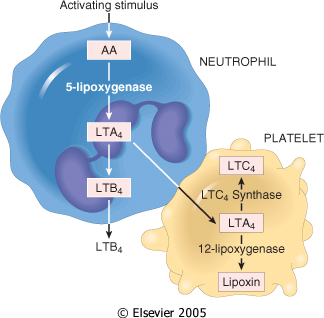 Activating stimulus
AA
NEUTROPHIL
5-lipoxygenase
LTA4
PLATELET
LTC4
LTB4
LTC4 Synthase
LTA4
LTB4
12-lipoxygenase
Lipoxin
© Elsevier 2005